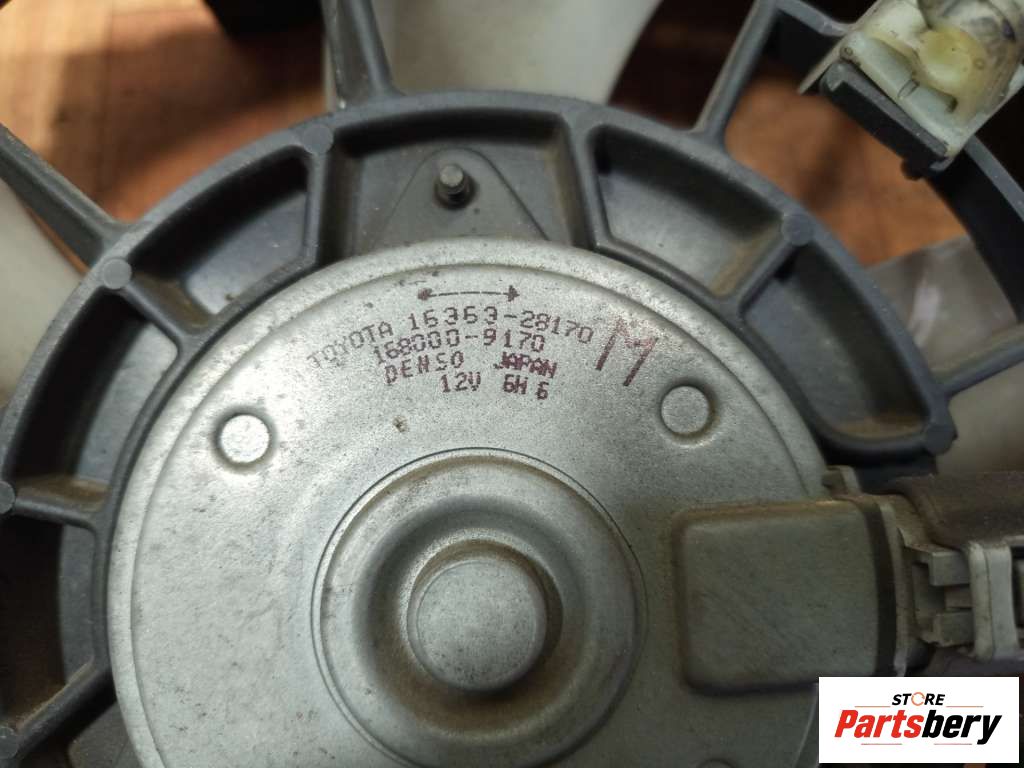 TOYOTA 16363-28170
168000-9170
DENSO JAPAN
12V 6H 6
M
STORE
Partsbery